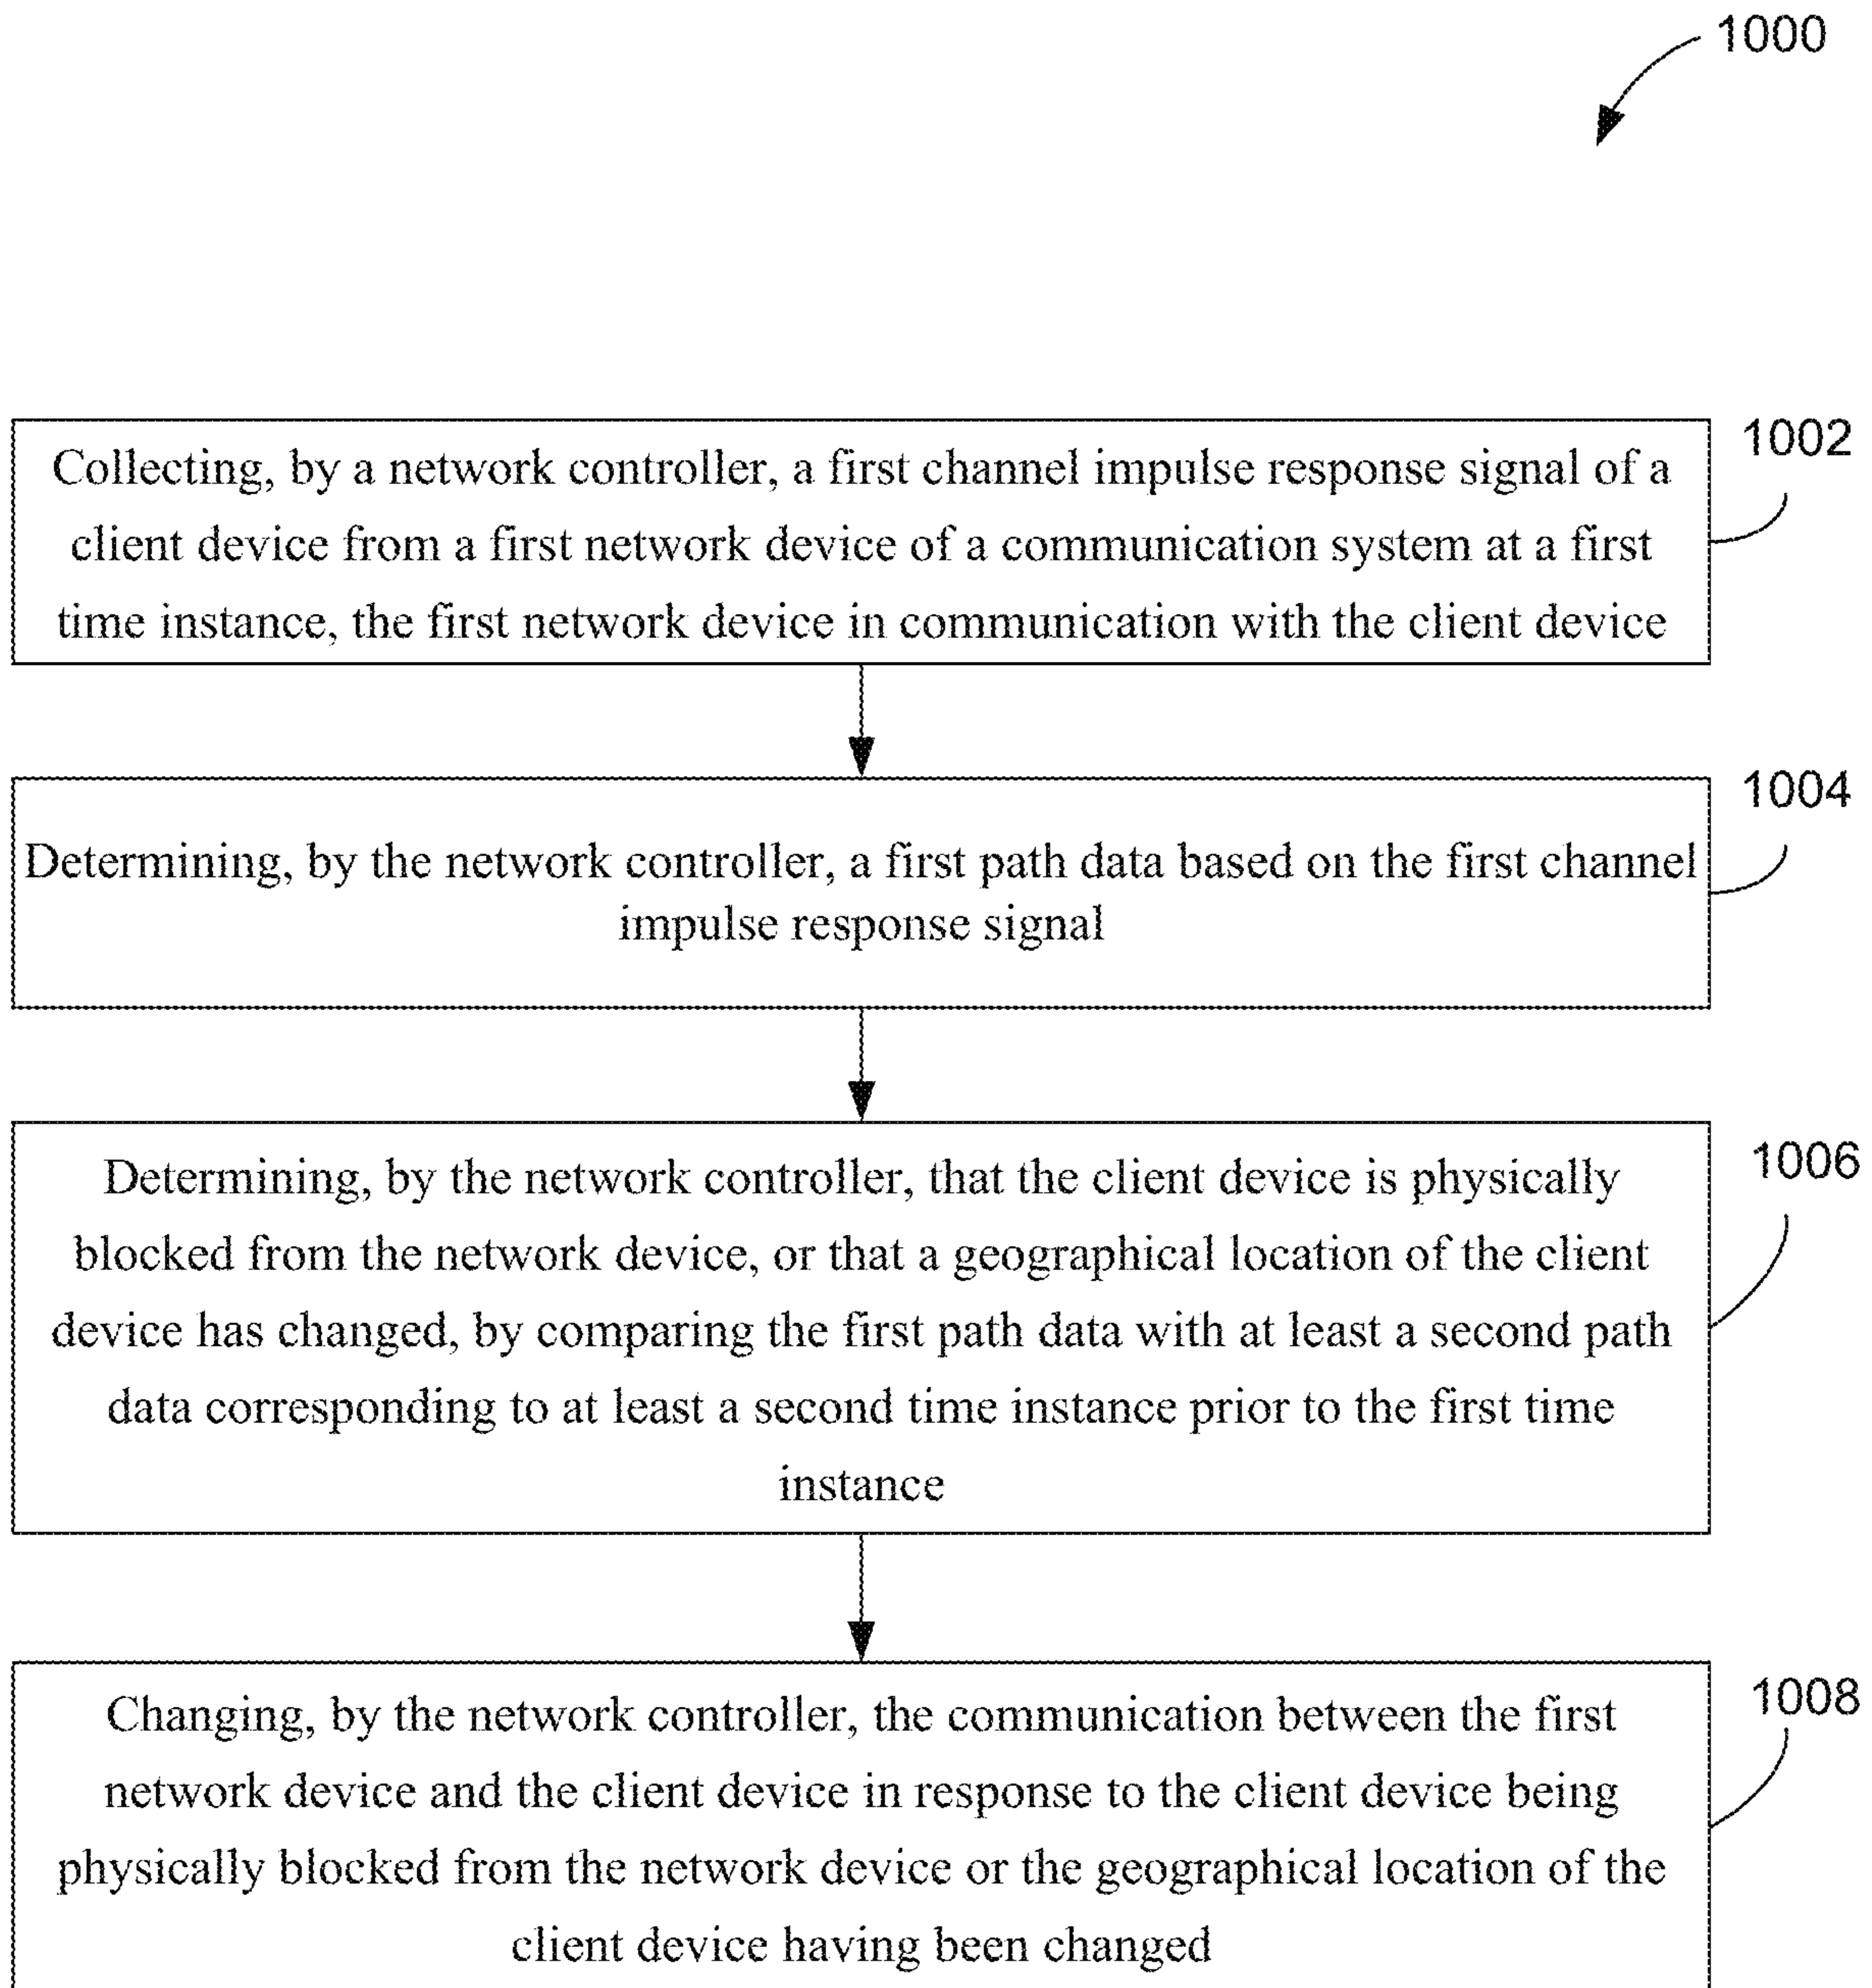 1000
1002
Collecting, by a network controller, a first channel impulse response signal of a
client device from a first network device of a communication system at a first
time instance, the first network device in communication with the client device
1004
Determining, by the network controller, a first path data based on the first channel
impulse response signal
1006
Determining, by the network controller, that the client device is physically
blocked from the network device, or that a geographical location of the client
device has changed, by comparing the first path data with at least a second path
data corresponding to at least a second time instance prior to the first time
instance
1008
Changing, by the network controller, the communication between the first
network device and the client device in response to the client device being
physically blocked from the network device or the geographical location of the
client device having been changed